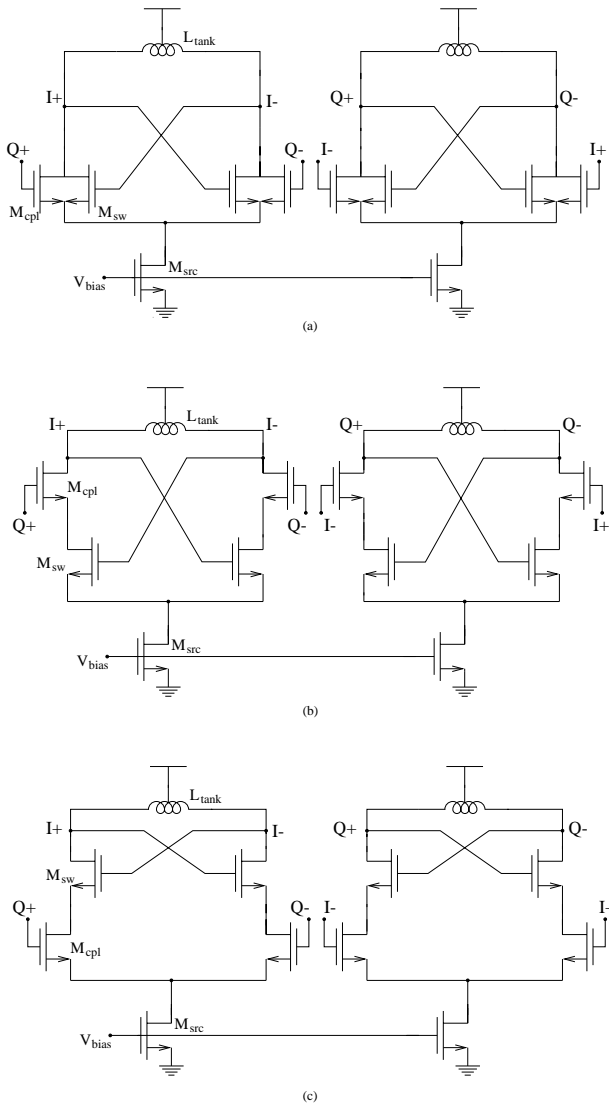 L_tank
I+ I- Q+ Q-
Q+ Q- I- I+
M_cpl M_sw
M_src
V_bias
(a)
I+ L_tank I- Q+ Q-
M_cpl
Q+ Q- I- I+
M_sw
M_src
V_bias
(b)
L_tank
I+ I- Q+ Q-
M_sw
Q+ Q- I-
M_cpl
M_src
V_bias
(c)